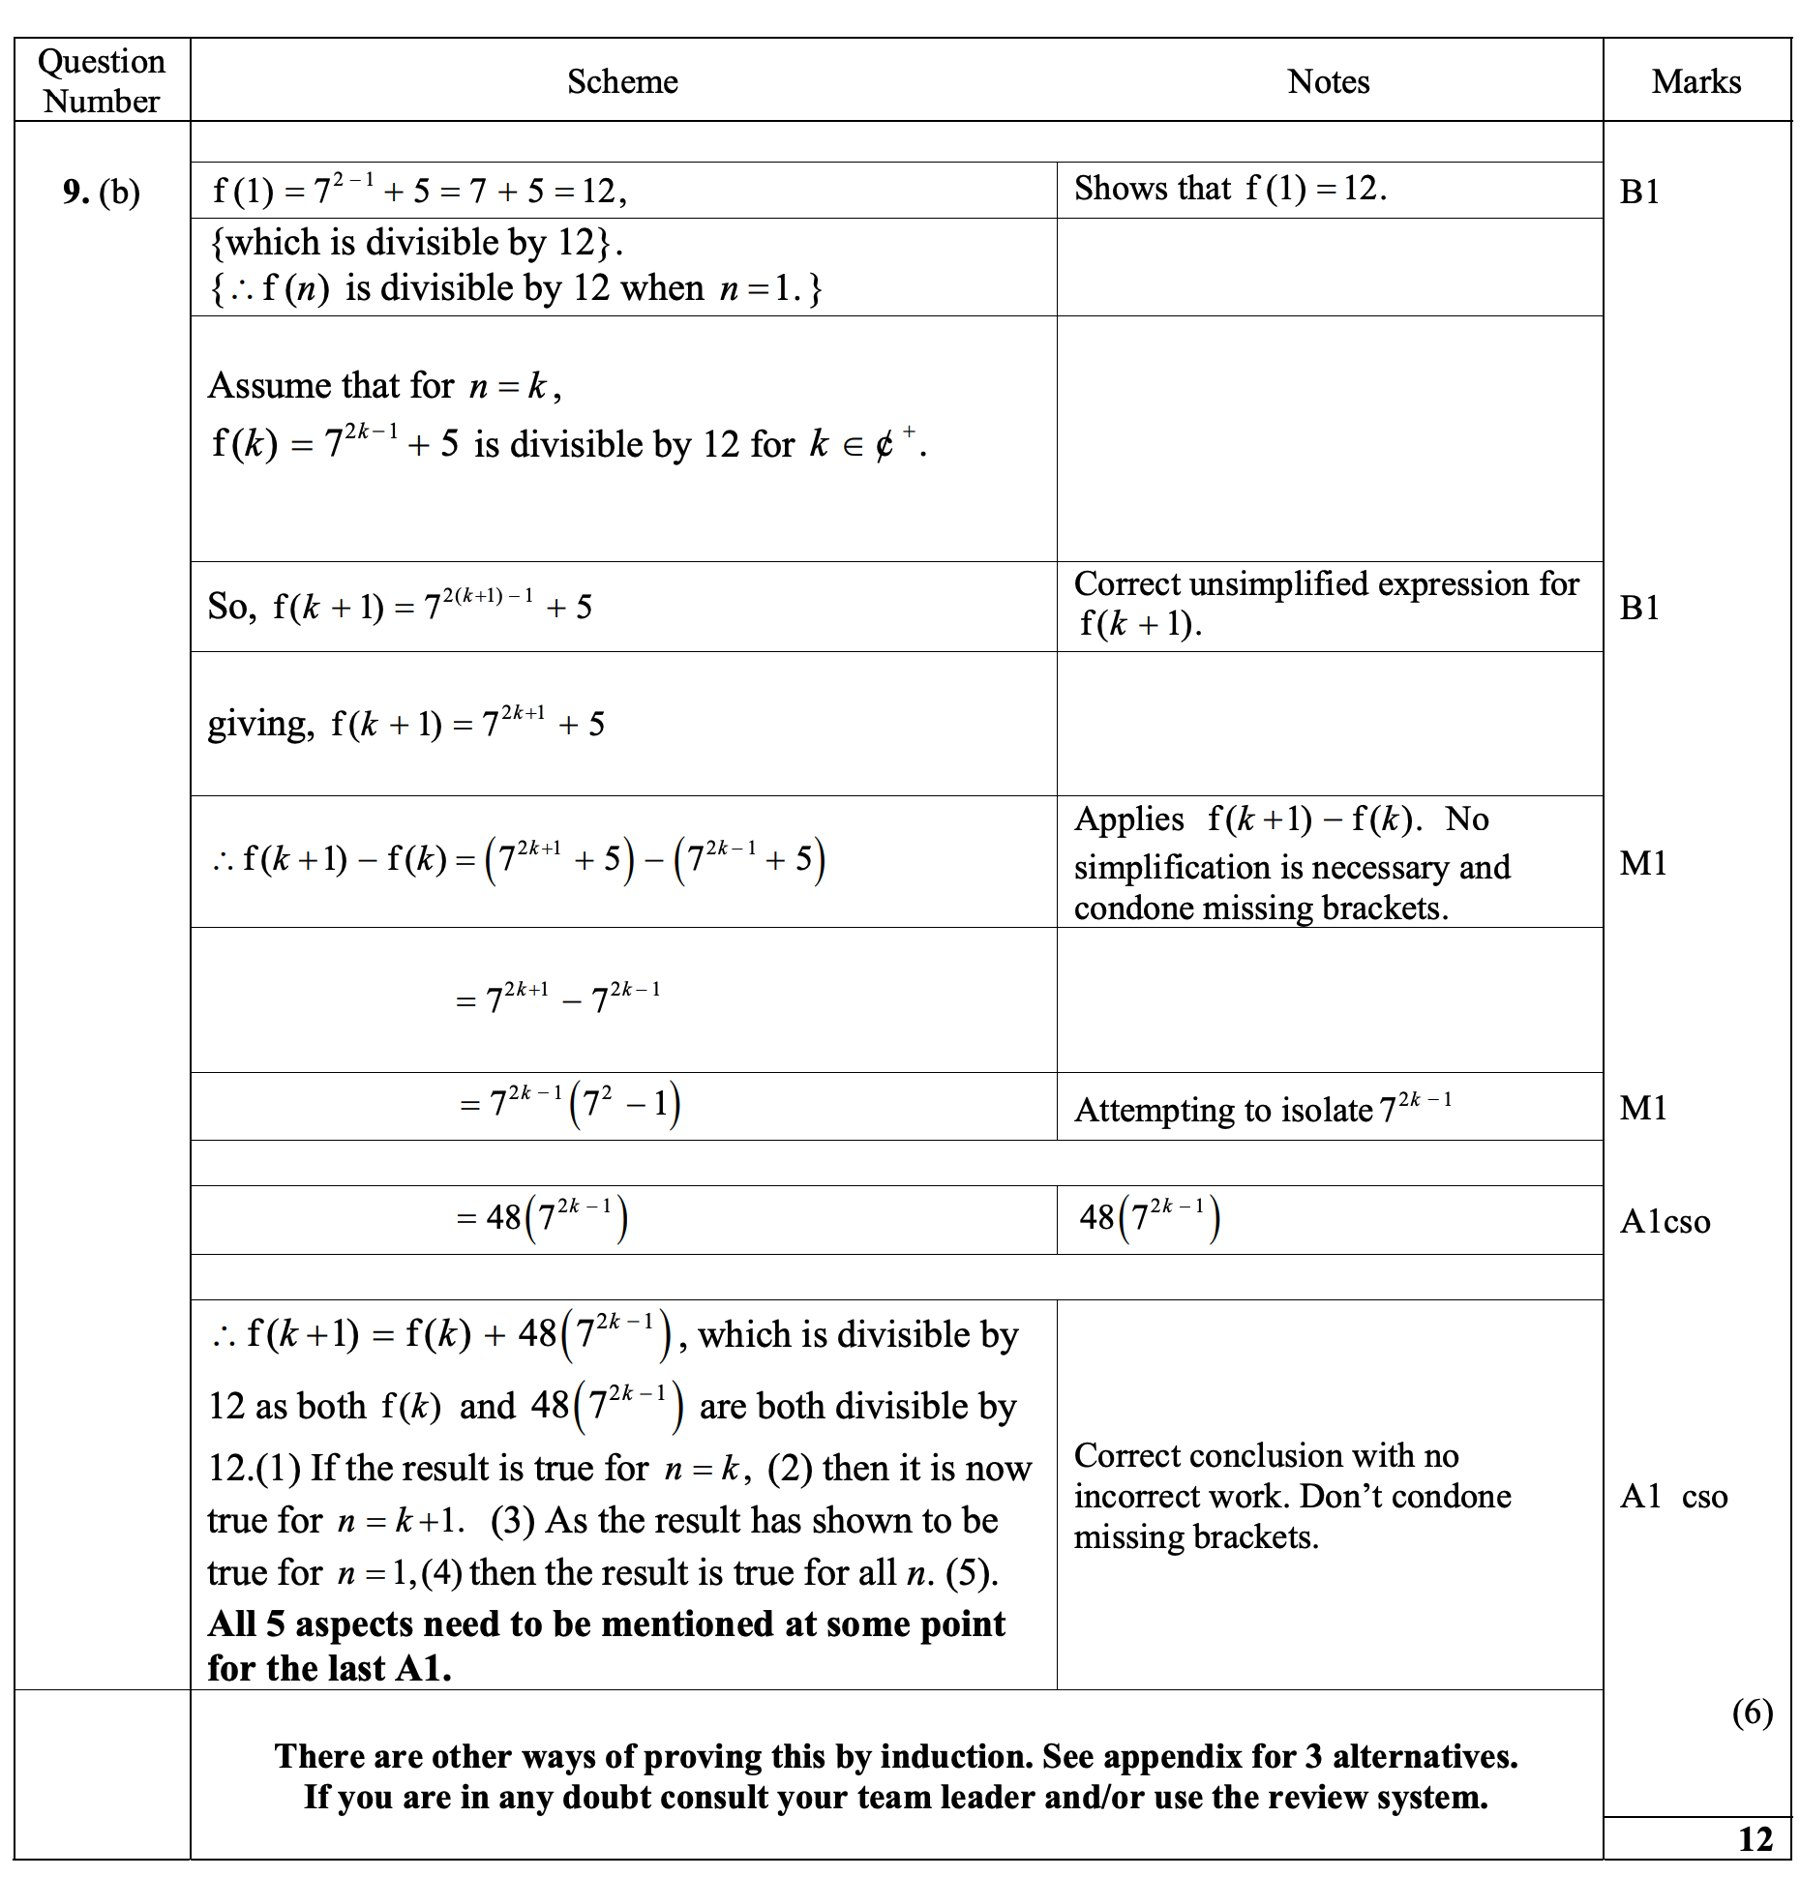 Question Number Scheme Notes Marks
9. (b) f(1) = 7^{2−1} + 5 = 7 + 5 = 12, Shows that f(1) = 12. B1
{which is divisible by 12}.
{∴ f(n) is divisible by 12 when n = 1.}
Assume that for n = k,
f(k) = 7^{2k−1} + 5 is divisible by 12 for k ∈ ¢⁺.
So, f(k + 1) = 7^{2(k+1)−1} + 5 Correct unsimplified expression for
f(k + 1). B1
giving, f(k + 1) = 7^{2k+1} + 5
∴ f(k + 1) − f(k) = (7^{2k+1} + 5) − (7^{2k−1} + 5) Applies f(k + 1) − f(k). No
simplification is necessary and
condone missing brackets. M1
= 7^{2k+1} − 7^{2k−1}
= 7^{2k−1}(7² − 1) Attempting to isolate 7^{2k−1} M1
= 48(7^{2k−1}) 48(7^{2k−1}) A1cso
∴ f(k + 1) = f(k) + 48(7^{2k−1}), which is divisible by
12 as both f(k) and 48(7^{2k−1}) are both divisible by
12.(1) If the result is true for n = k, (2) then it is now
true for n = k+1. (3) As the result has shown to be
true for n = 1,(4) then the result is true for all n. (5).
All 5 aspects need to be mentioned at some point
for the last A1.
Correct conclusion with no
incorrect work. Don’t condone
missing brackets.
A1 cso
(6)
There are other ways of proving this by induction. See appendix for 3 alternatives.
If you are in any doubt consult your team leader and/or use the review system.
12